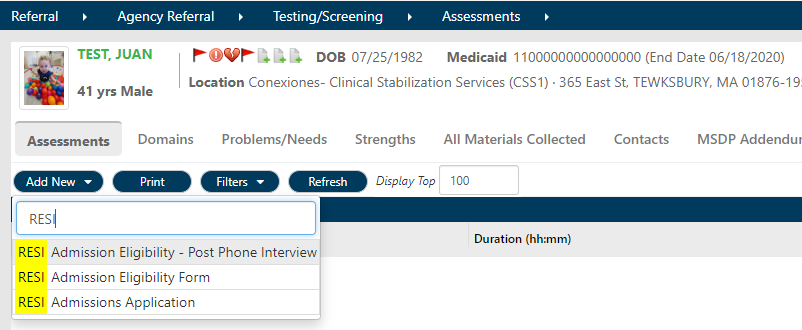 Referral Agency Referral Testing/Screening Assessments
TEST, JUAN
DOB 07/25/1982 Medicaid 11000000000000000 (End Date 06/18/2020)
41 yrs Male
Location Conexiones- Clinical Stabilization Services (CSS1) · 365 East St, TEWKSBURY, MA 01876-195
Assessments Domains Problems/Needs Strengths All Materials Collected Contacts MSDP Addendu
Add New Print Filters Refresh Display Top 100
RESI
Duration (hh:mm)
RESI Admission Eligibility - Post Phone Interview
RESI Admission Eligibility Form
RESI Admissions Application